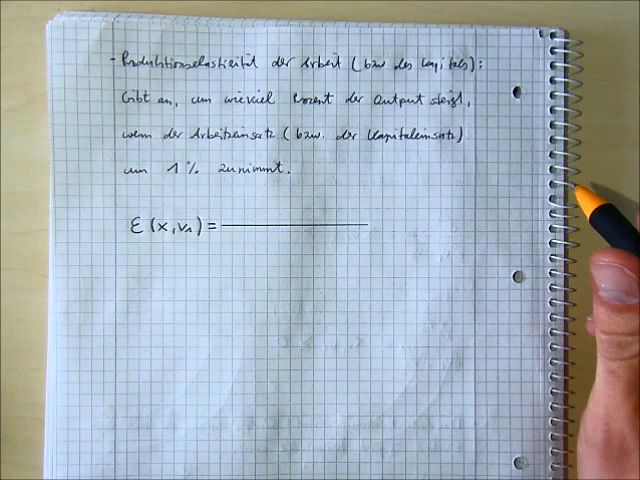 - Produktionselastizität der Arbeit (bzw des Kapitals):
Gibt an, um wieviel Prozent der Output steigt,
wenn der Arbeitseinsatz (bzw. der Kapitaleinsatz)
um 1% zunimmt.
ε(x,v₁) =